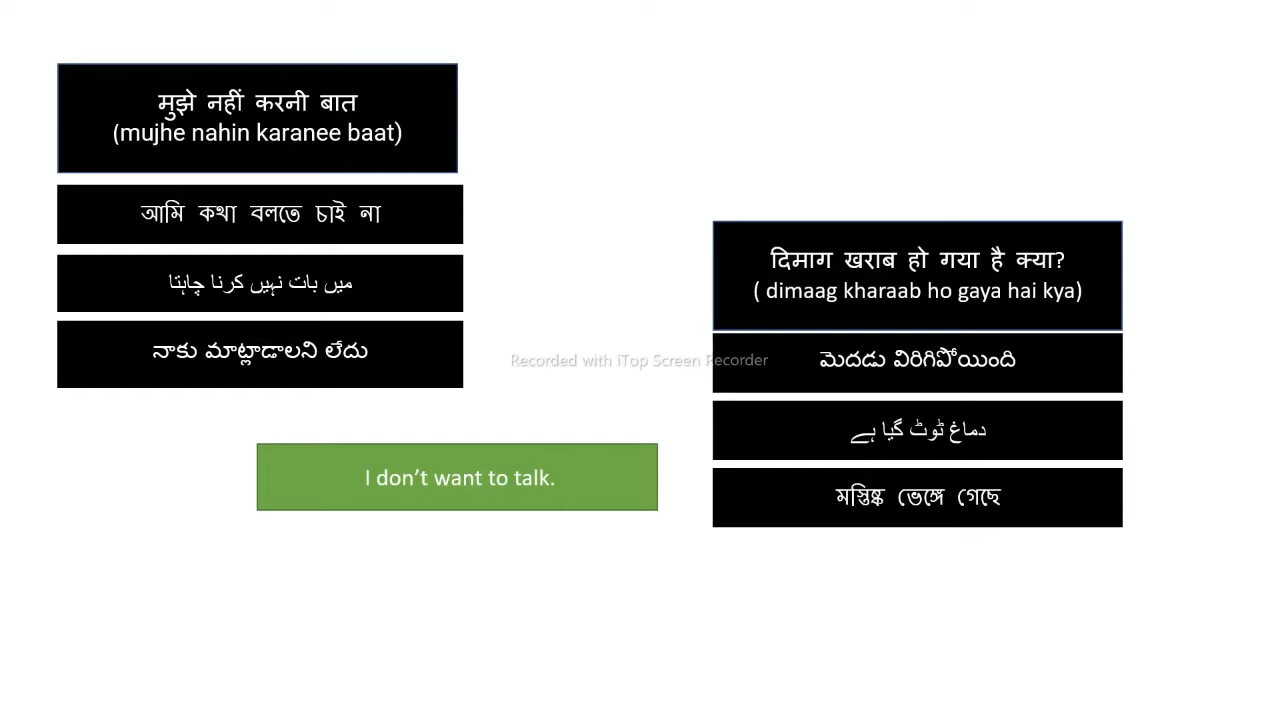 मुझे नहीं करनी बात
(mujhe nahin karanee baat)
আমি কথা বলতে চাই না
میں بات نہیں کرنا چاہتا
నాకు మాట్లాడాలని లేదు
I don’t want to talk.
दिमाग खराब हो गया है क्या?
( dimaag kharaab ho gaya hai kya)
మెదడు విరిగిపోయింది
دماغ ٹوٹ گیا ہے
মস্তিষ্ক ভেঙ্গে গেছে
Recorded with iTop Screen Recorder